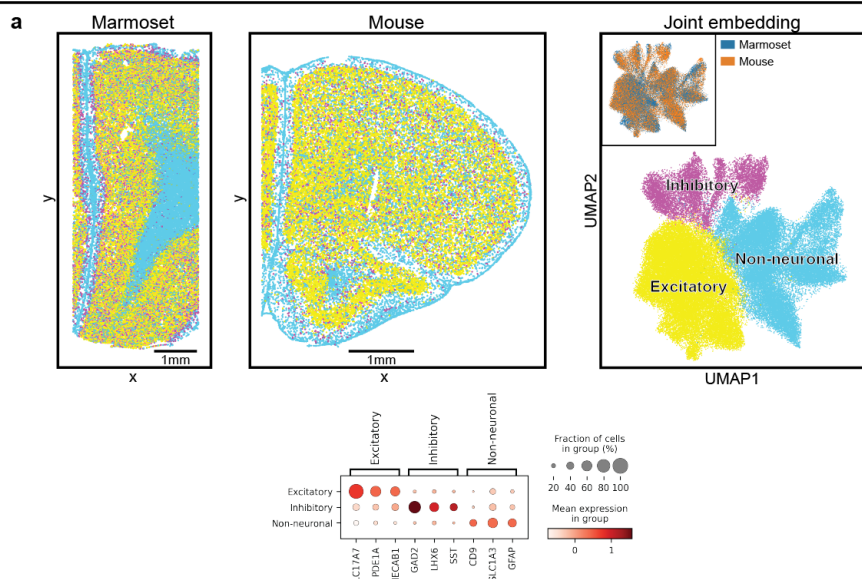 a
Marmoset
Mouse
Joint embedding
Marmoset
Mouse
y
y
UMAP2
Inhibitory
Non-neuronal
Excitatory
1mm
1mm
x
x
UMAP1
Excitatory
Inhibitory
Non-neuronal
Excitatory
Inhibitory
Non-neuronal
PDE1A
GAD2
LHX6
SST
CD9
SLC1A3
GFAP
Fraction of cells
in group (%)
20 40 60 80 100
Mean expression
in group
0 1